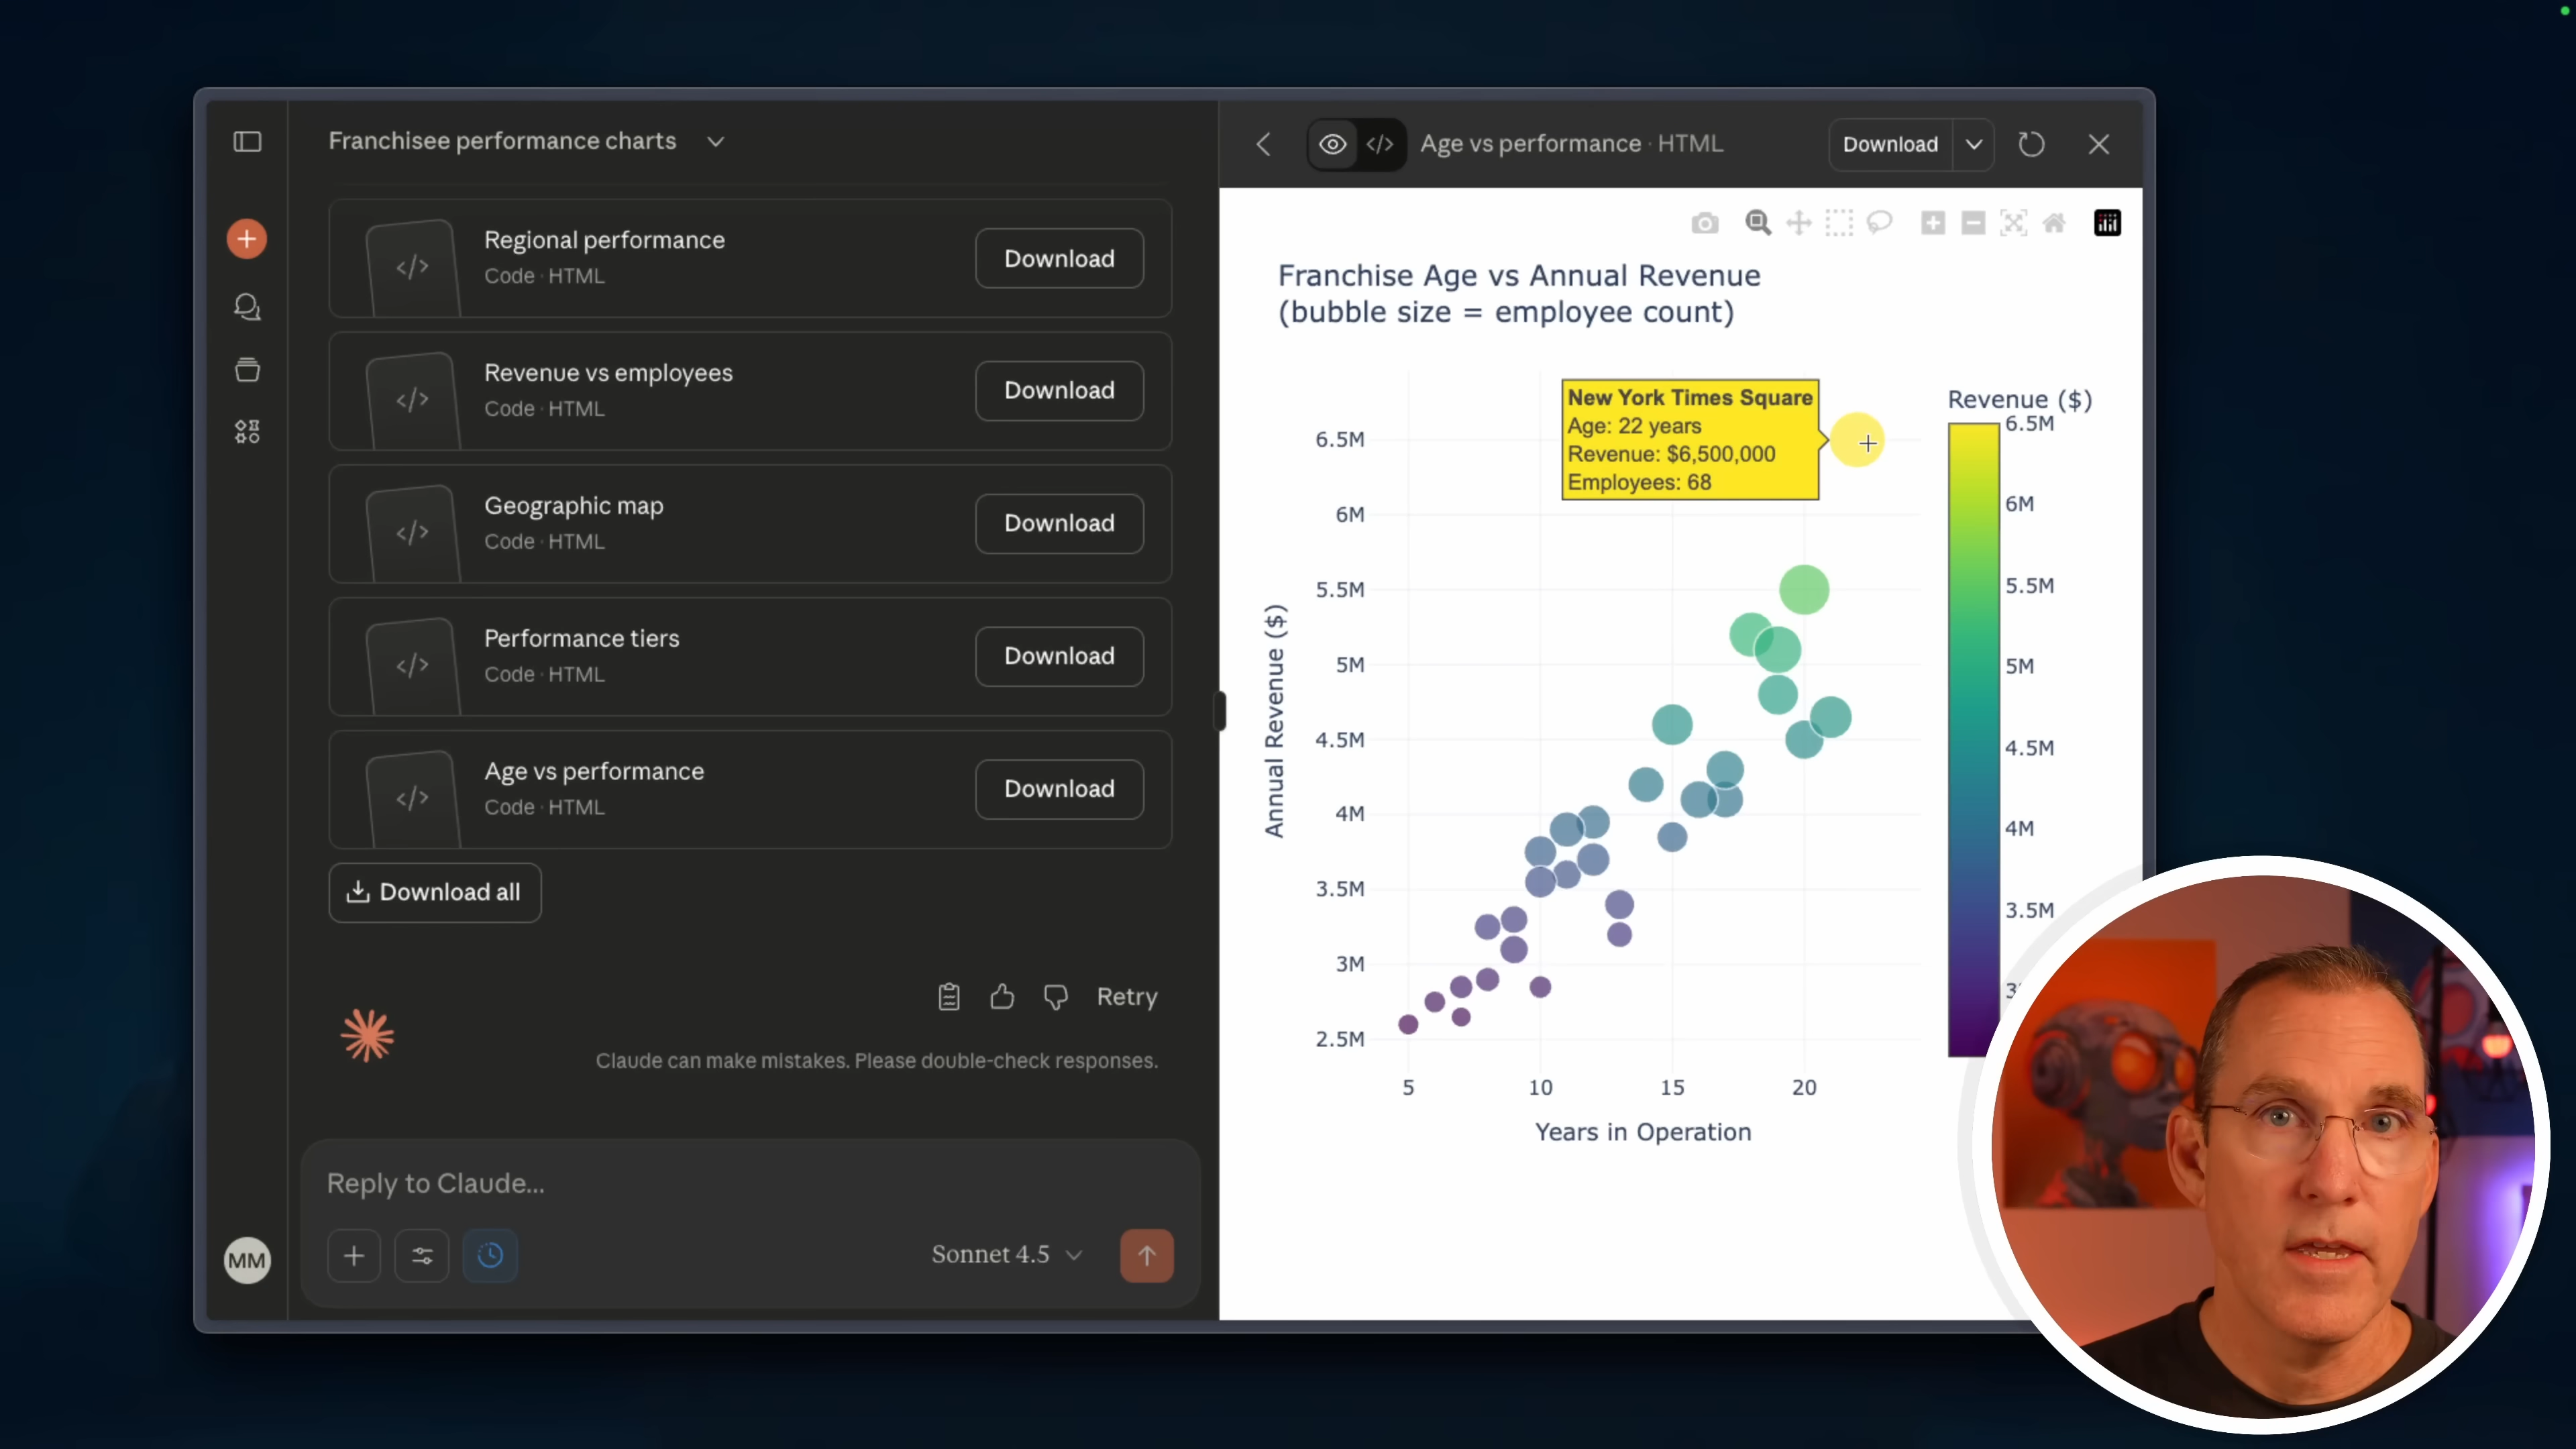 Franchisee performance charts
Regional performance
Code · HTML
Download
Revenue vs employees
Code · HTML
Download
Geographic map
Code · HTML
Download
Performance tiers
Code · HTML
Download
Age vs performance
Code · HTML
Download
Download all
Retry
Claude can make mistakes. Please double-check responses.
Reply to Claude...
Sonnet 4.5
MM
Age vs performance · HTML
Download
Franchise Age vs Annual Revenue
(bubble size = employee count)
New York Times Square
Age: 22 years
Revenue: $6,500,000
Employees: 68
Annual Revenue ($)
6.5M
6M
5.5M
5M
4.5M
4M
3.5M
3M
2.5M
5
10
15
20
Years in Operation
Revenue ($)
6.5M
6M
5.5M
5M
4.5M
4M
3.5M